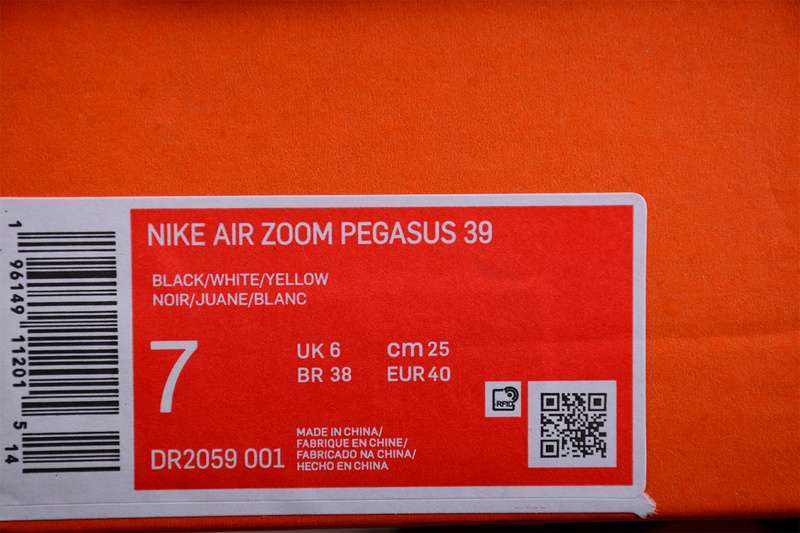 NIKE AIR ZOOM PEGASUS 39
BLACK/WHITE/YELLOW
NOIR/JUANE/BLANC
7
UK 6
cm 25
BR 38
EUR 40
RFID
DR2059 001
MADE IN CHINA/
FABRIQUE EN CHINE/
FABRICADO NA CHINA/
HECHO EN CHINA
1 96149 11201 5 14